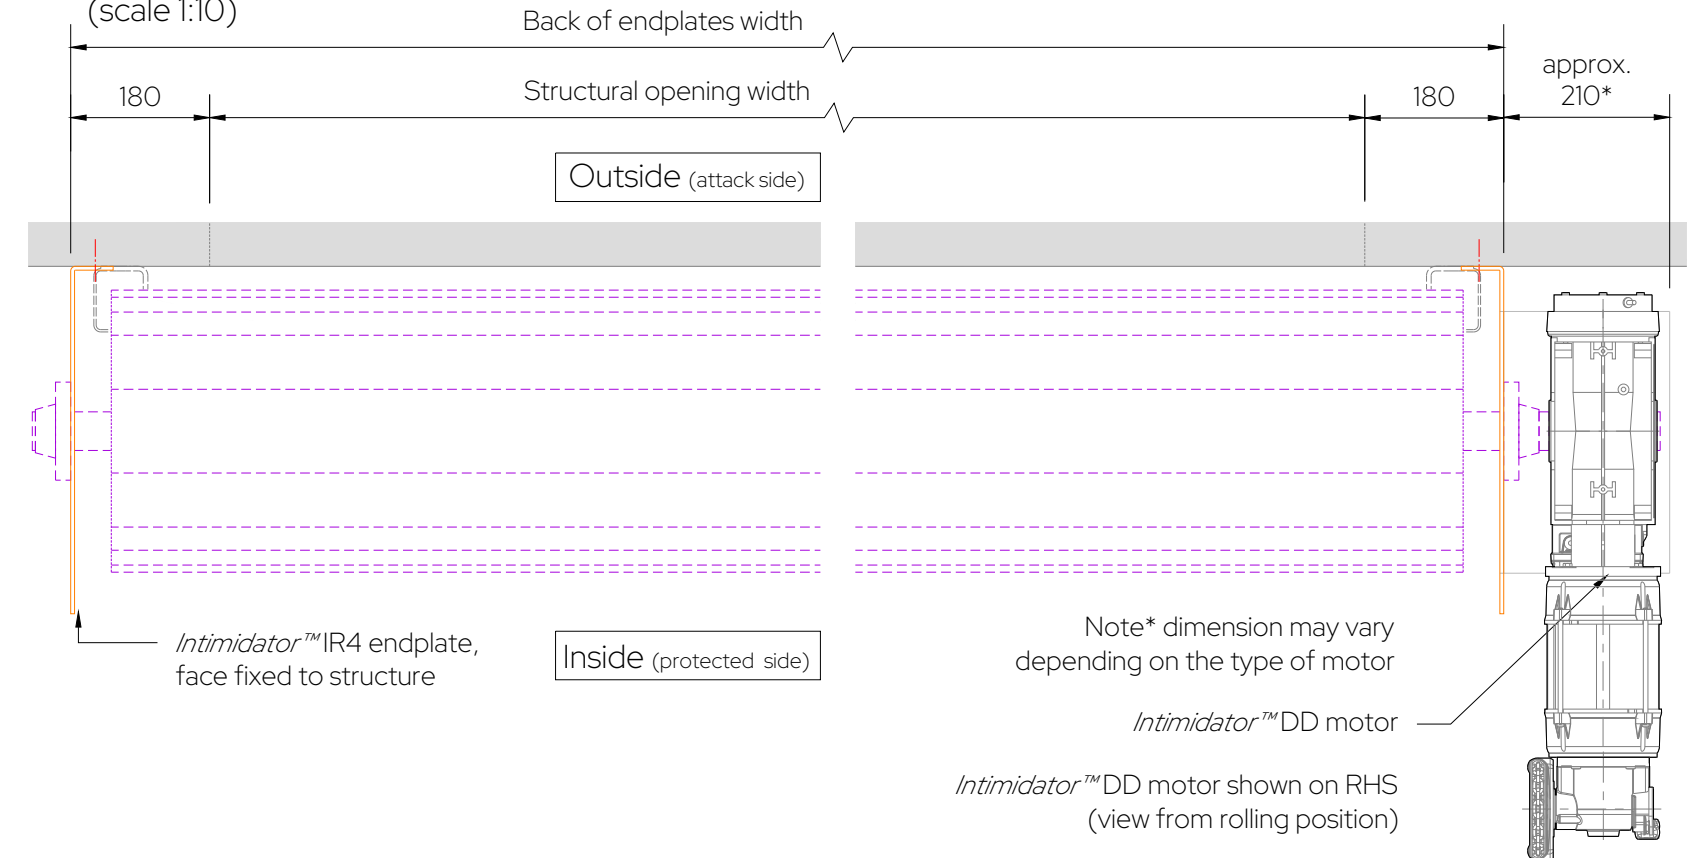 (scale 1:10)
Back of endplates width
approx.
210*
180
Structural opening width
180
Outside (attack side)
Intimidator™ IR4 endplate,
face fixed to structure
Inside (protected side)
Note* dimension may vary
depending on the type of motor
Intimidator™ DD motor
Intimidator™ DD motor shown on RHS
(view from rolling position)